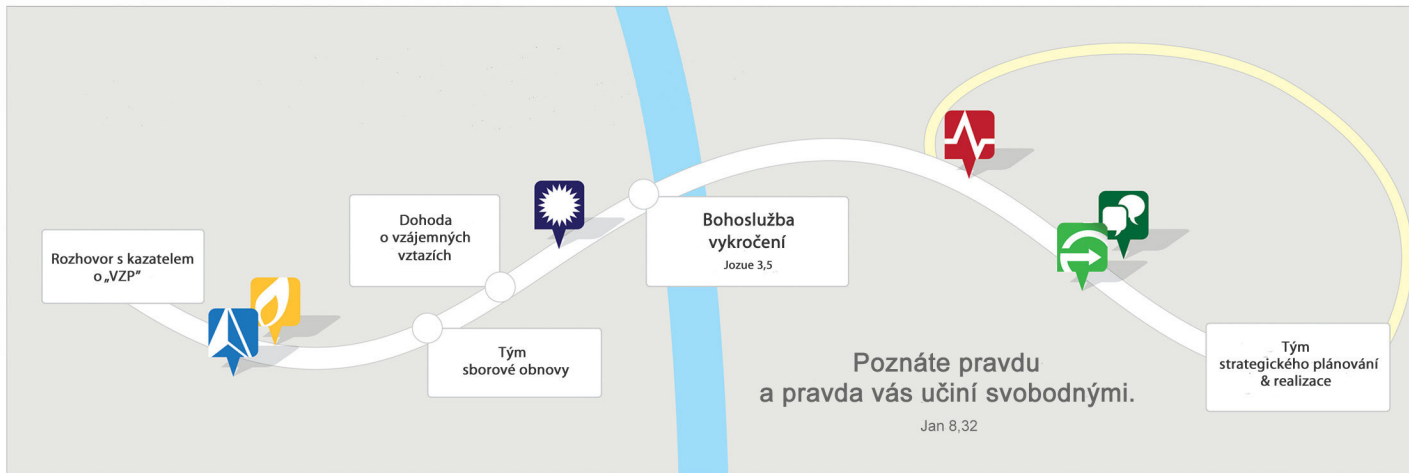 Rozhovor s kazatelem
o „VZP”
Dohoda
o vzájemných
vztazích
Tým
sborové obnovy
Bohoslužba
vykročení
Jozue 3,5
Poznáte pravdu
a pravda vás učiní svobodnými.
Jan 8,32
Tým
strategického plánování
& realizace